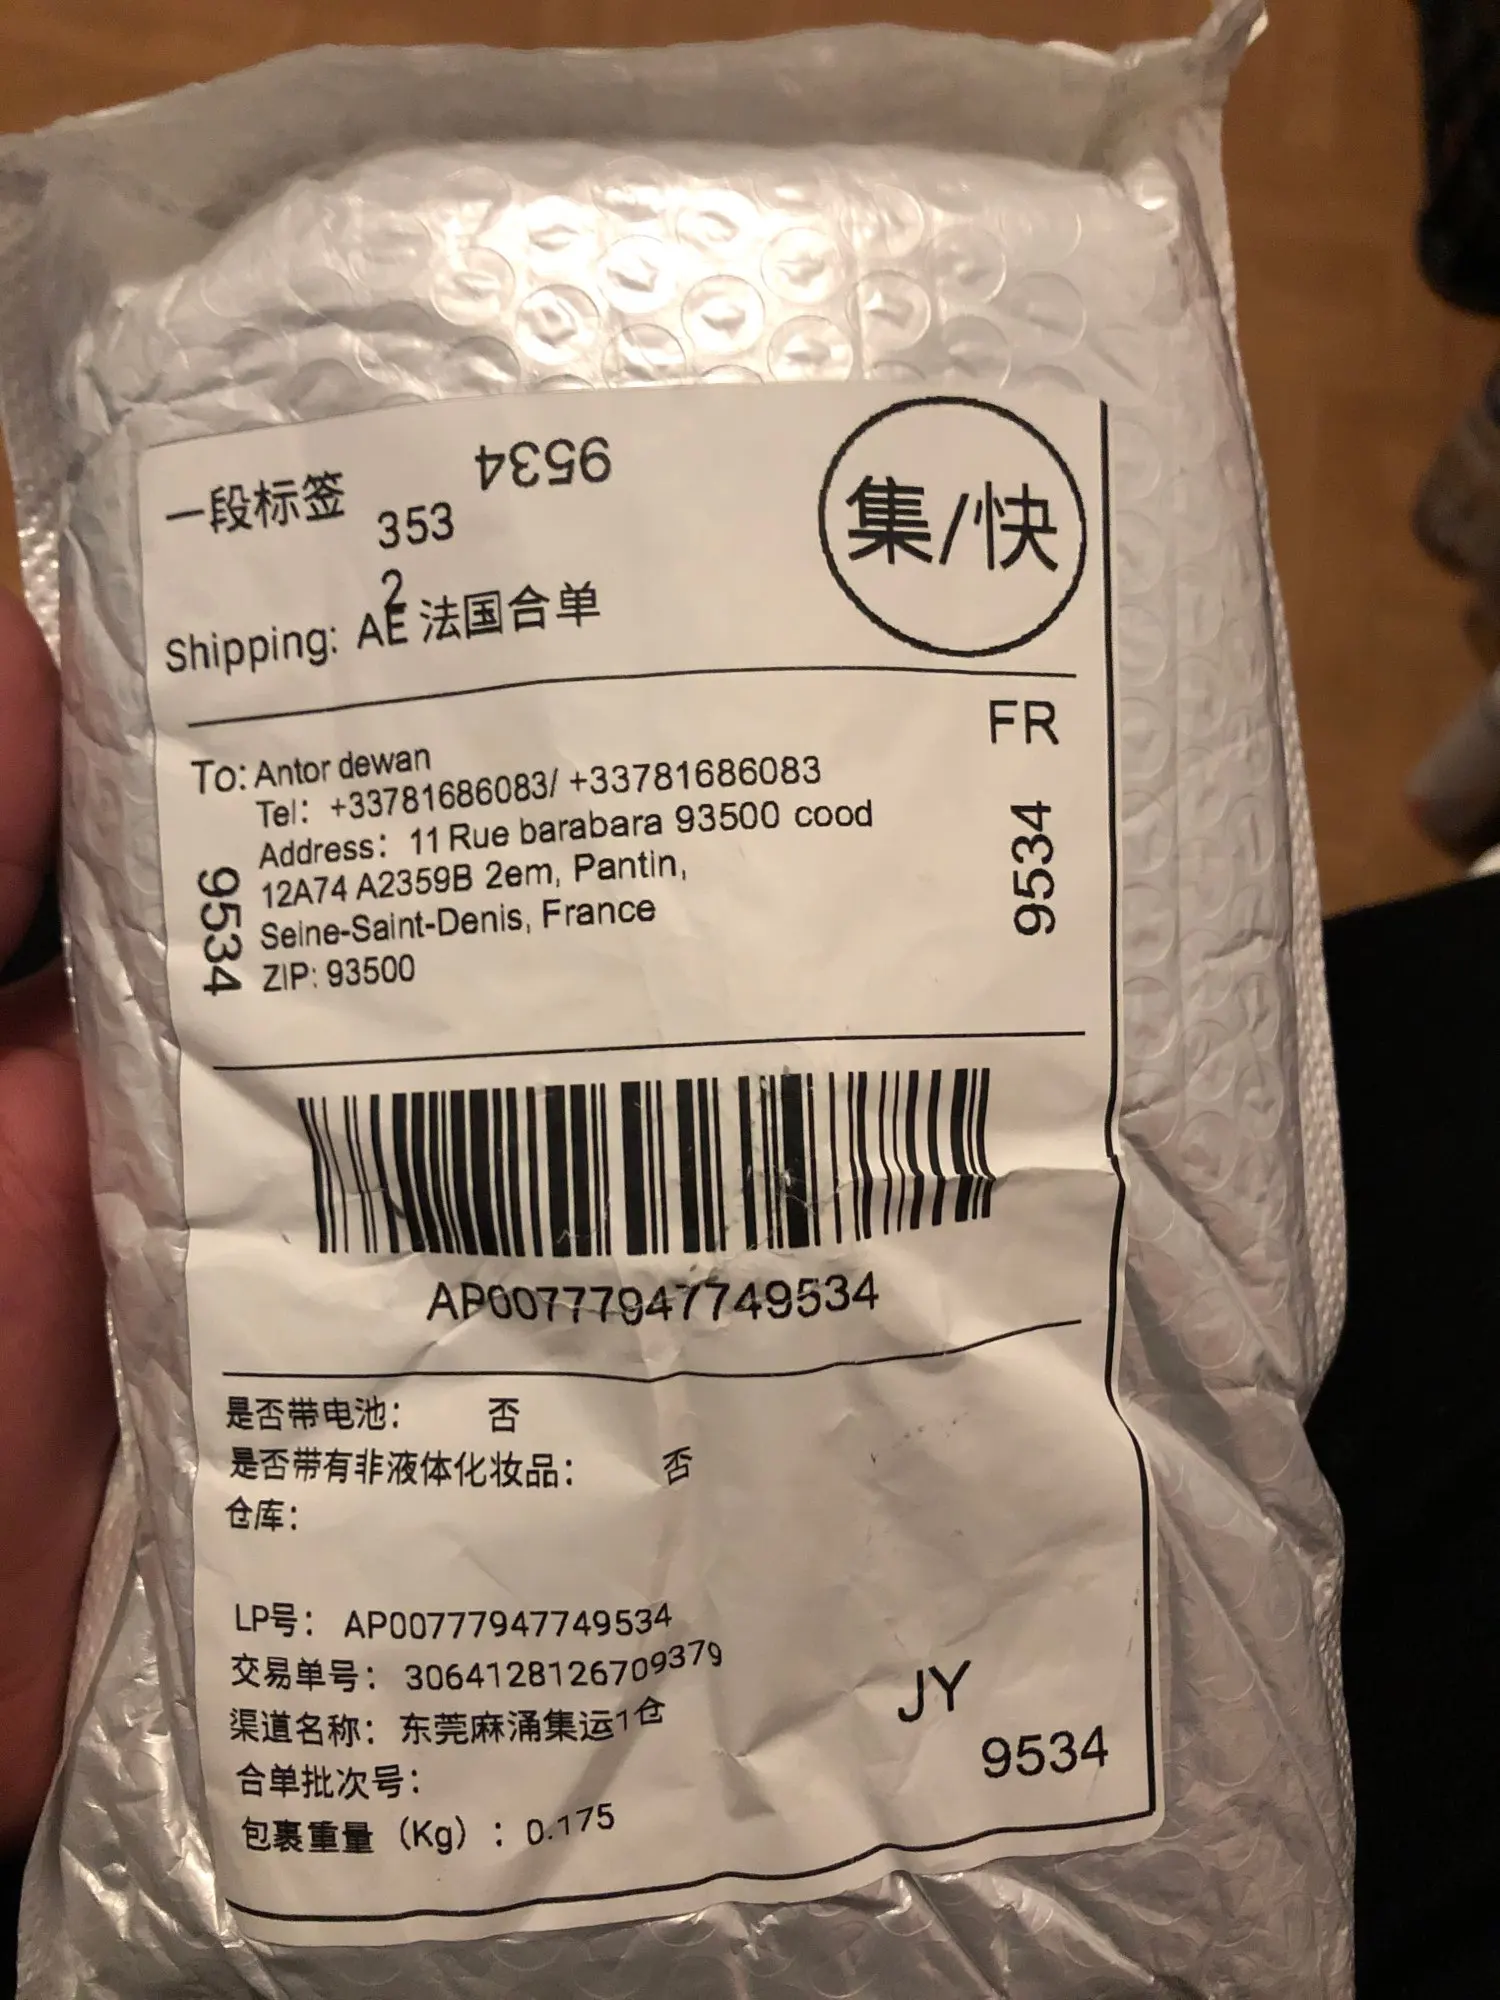 一段标签
9534
353
2
集/快
Shipping: AE 法国合单
FR
To: Antor dewan
Tel： +33781686083/ +33781686083
Address： 11 Rue barabara 93500 cood
12A74 A2359B 2em, Pantin,
Seine-Saint-Denis, France
ZIP: 93500
9534
9534
AP00777947749534
是否带电池： 否
是否带有非液体化妆品： 否
仓库：
LP号： AP00777947749534
交易单号： 3064128126709379
渠道名称： 东莞麻涌集运1仓
合单批次号：
包裹重量（Kg）：0.175
JY
9534